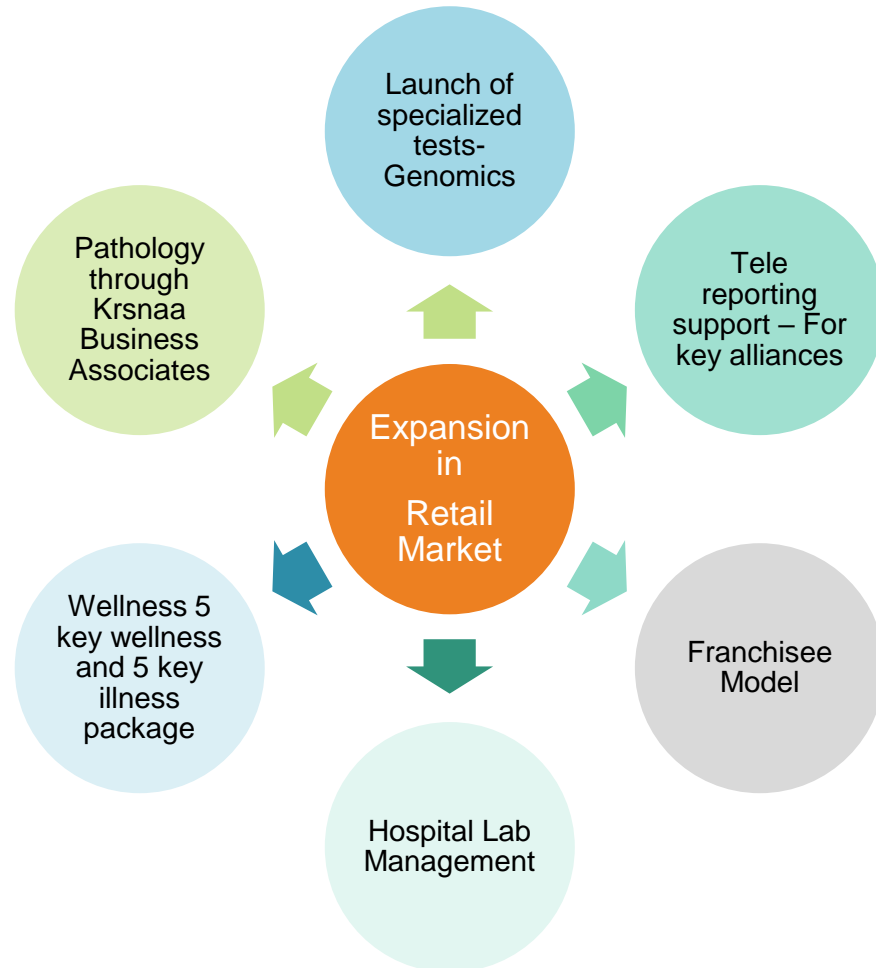 Launch of
specialized
tests-
Genomics
Tele
reporting
support – For
key alliances
Franchisee
Model
Hospital Lab
Management
Wellness 5
key wellness
and 5 key
illness
package
Pathology
through
Krsnaa
Business
Associates
Expansion
in
Retail
Market